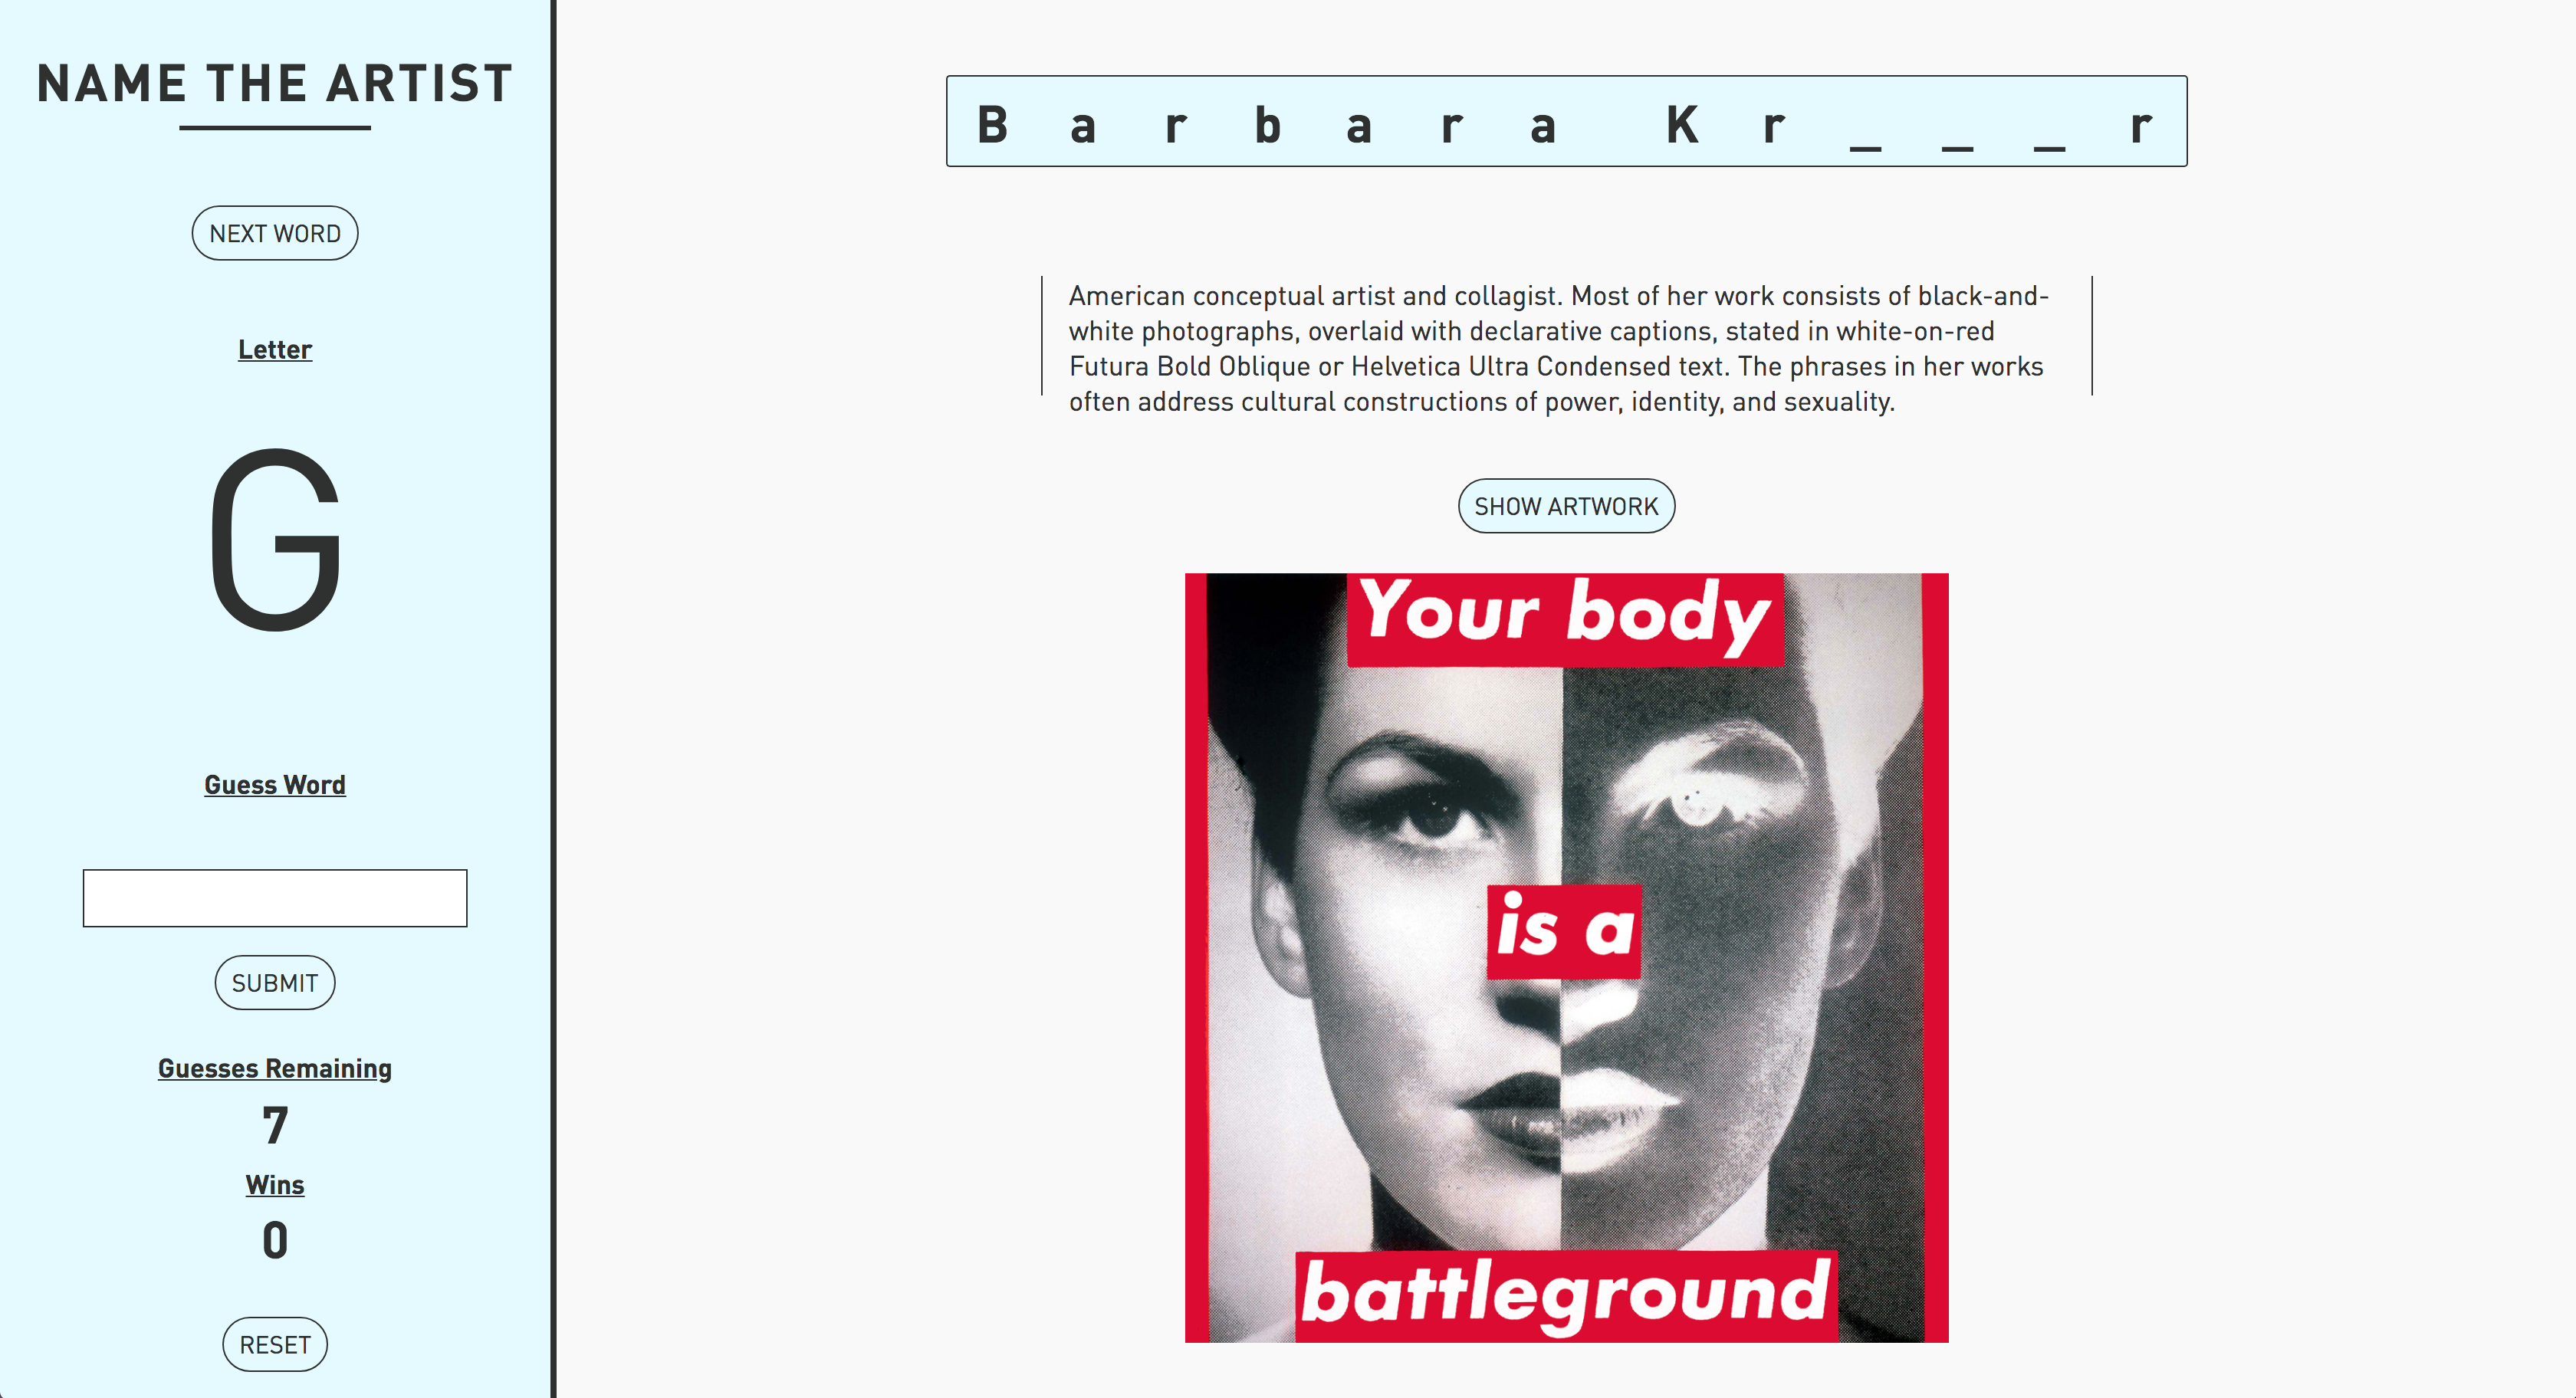 NAME THE ARTIST
NEXT WORD
Letter
G
Guess Word
SUBMIT
Guesses Remaining
7
Wins
0
RESET
B a r b a r a K r _ _ _ r
American conceptual artist and collagist. Most of her work consists of black-and-
white photographs, overlaid with declarative captions, stated in white-on-red
Futura Bold Oblique or Helvetica Ultra Condensed text. The phrases in her works
often address cultural constructions of power, identity, and sexuality.
SHOW ARTWORK
Your body
is a
battleground